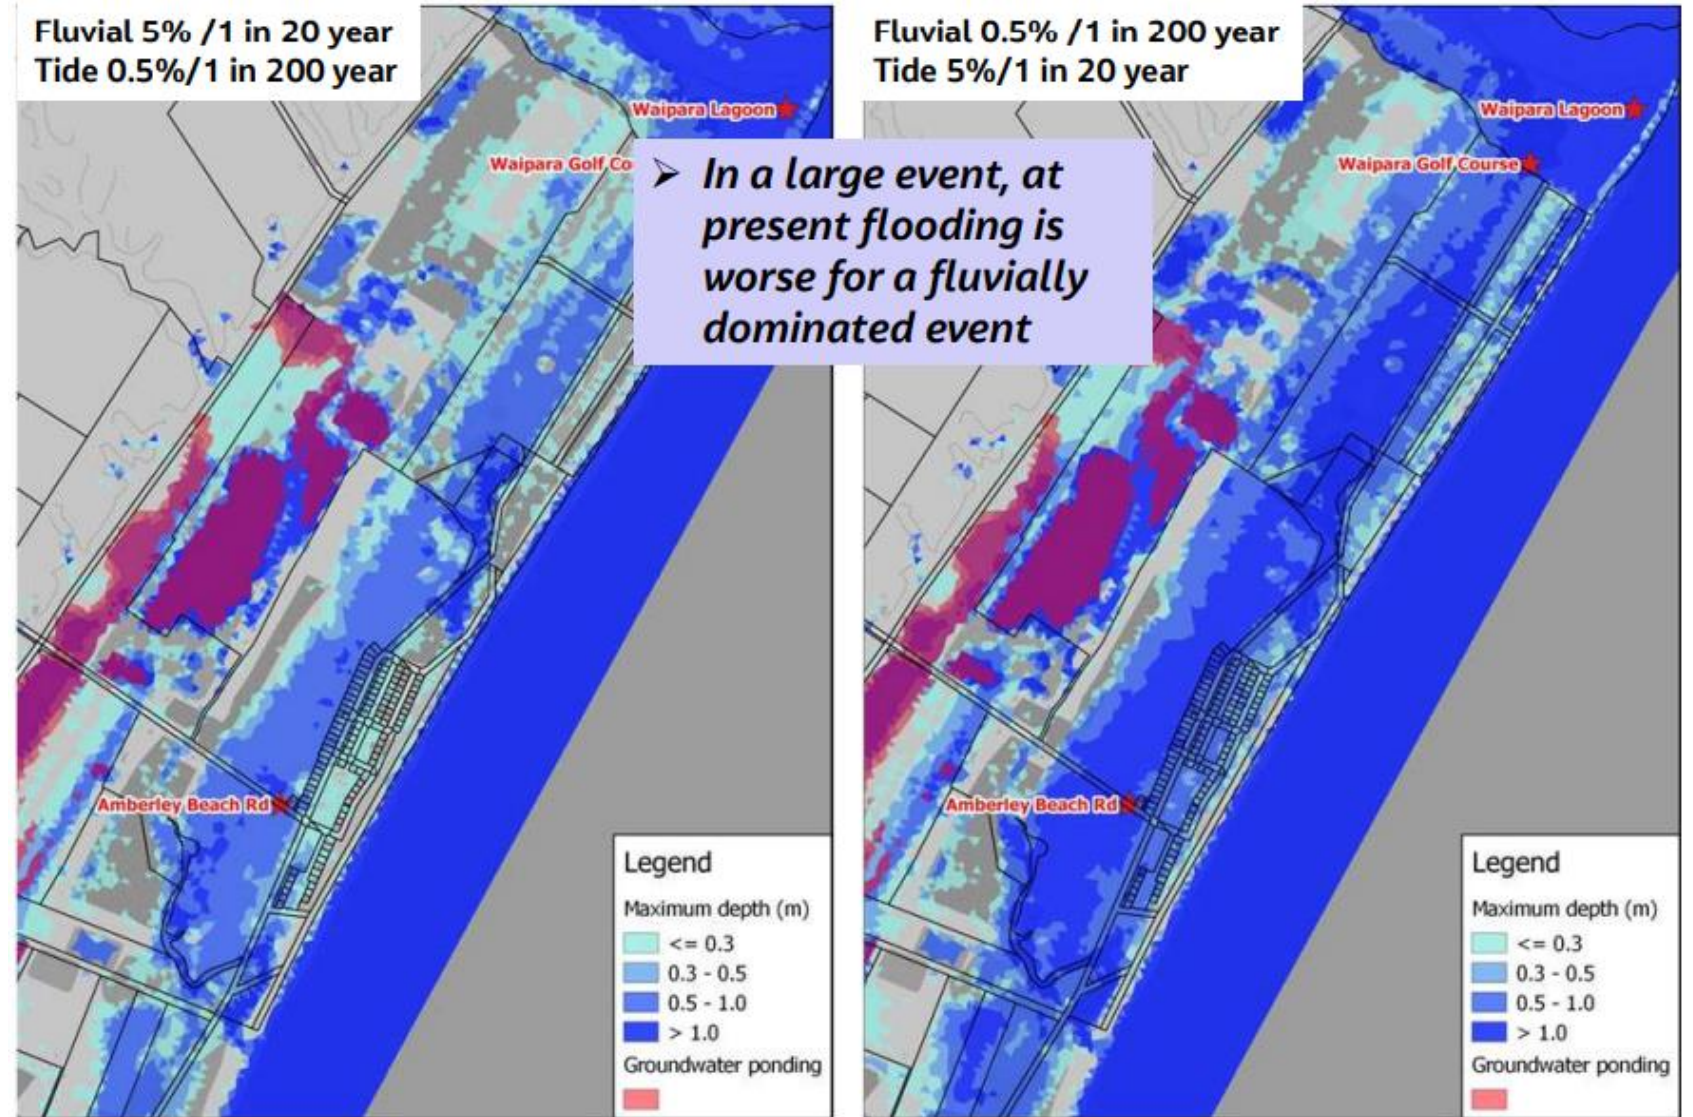 Fluvial 5% /1 in 20 year
Tide 0.5%/1 in 200 year
Fluvial 0.5% /1 in 200 year
Tide 5%/1 in 20 year
Waipara Lagoon
Waipara Lagoon
Waipara Golf Co
Waipara Golf Course
➢ In a large event, at
present flooding is
worse for a fluvially
dominated event
Amberley Beach Rd
Amberley Beach Rd
Legend
Maximum depth (m)
<= 0.3
0.3 - 0.5
0.5 - 1.0
> 1.0
Groundwater ponding
Legend
Maximum depth (m)
<= 0.3
0.3 - 0.5
0.5 - 1.0
> 1.0
Groundwater ponding